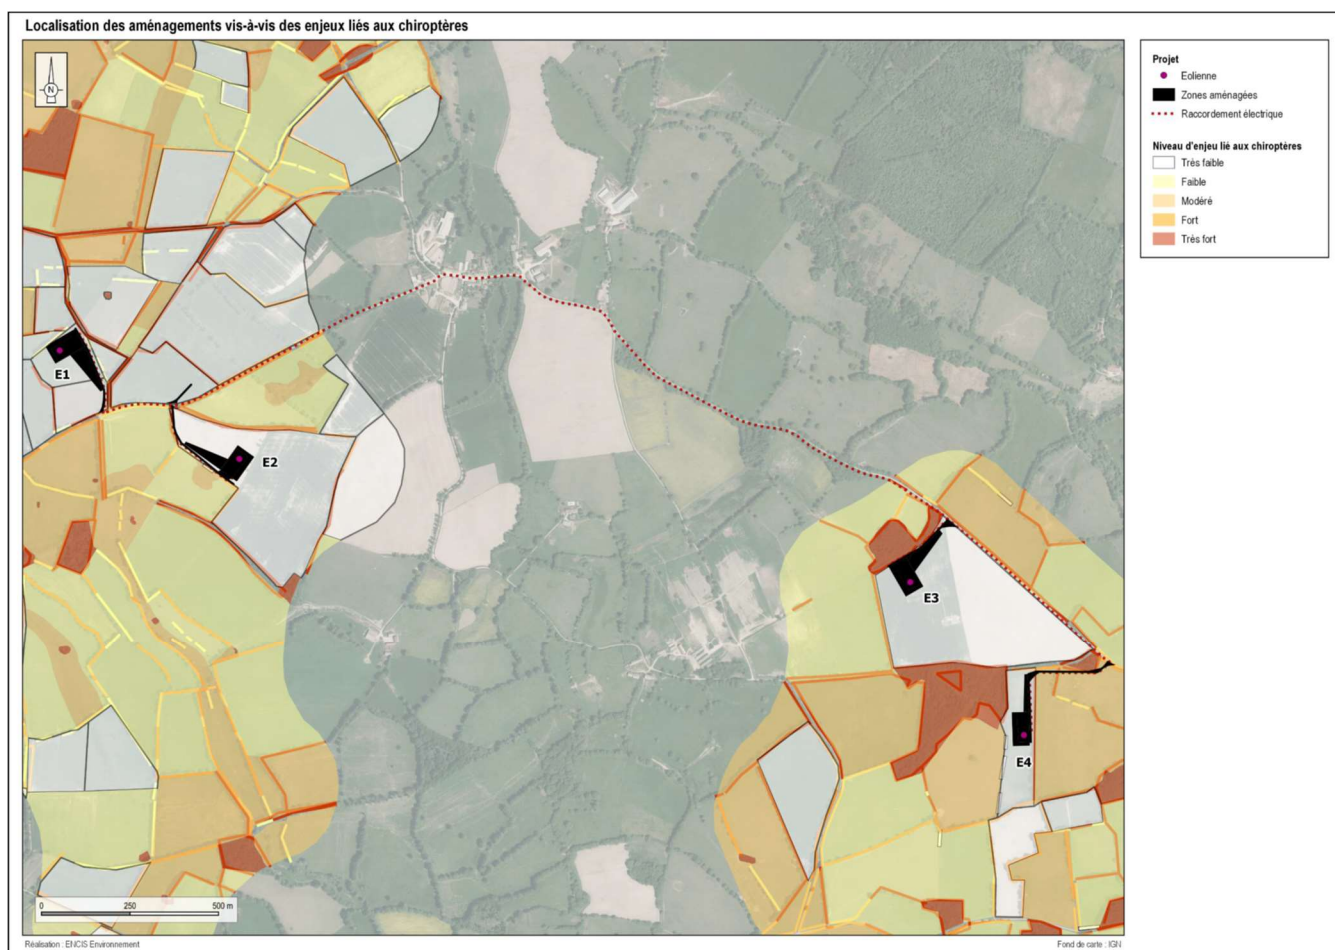 Localisation des aménagements vis-à-vis des enjeux liés aux chiroptères
N
Projet
Eolienne
Zones aménagées
Raccordement électrique
Niveau d'enjeu lié aux chiroptères
Très faible
Faible
Modéré
Fort
Très fort
E1
E2
E3
E4
0 250 500 m
Réalisation : ENCIS Environnement
Fond de carte : IGN